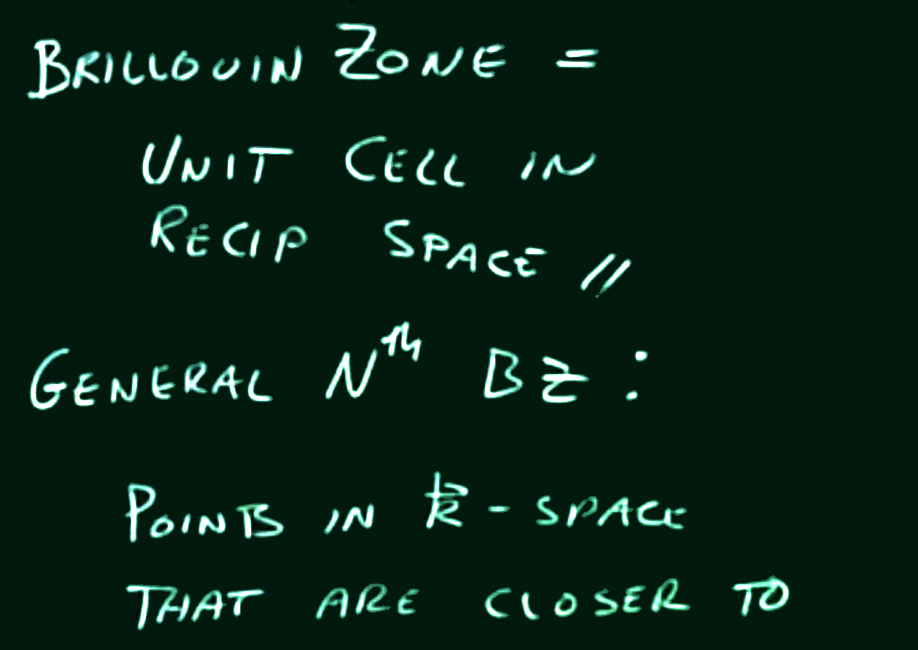 BRILLOUIN ZONE =
UNIT CELL IN
RECIP SPACE //
GENERAL Nth BZ :
POINTS IN k⃗ - SPACE
THAT ARE CLOSER TO